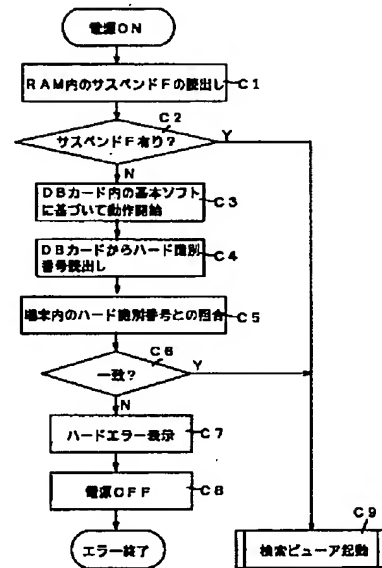 電源ON
RAM内のサスペンドFの読出し
C1
C2
サスペンドF有り?
Y
N
DBカード内の基本ソフト
に基づいて動作開始
C3
DBカードからハード識別
番号読出し
C4
端末内のハード識別番号との照合
C5
C6
一致?
Y
N
ハードエラー表示
C7
電源OFF
C8
エラー終了
C9
検索ビューア起動